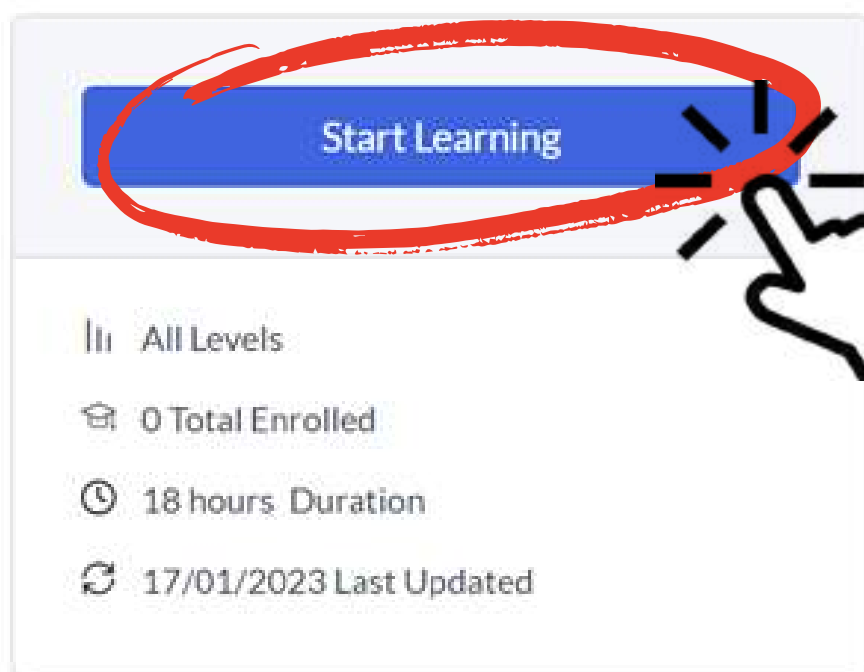 Start Learning
All Levels
0 Total Enrolled
18 hours Duration
17/01/2023 Last Updated